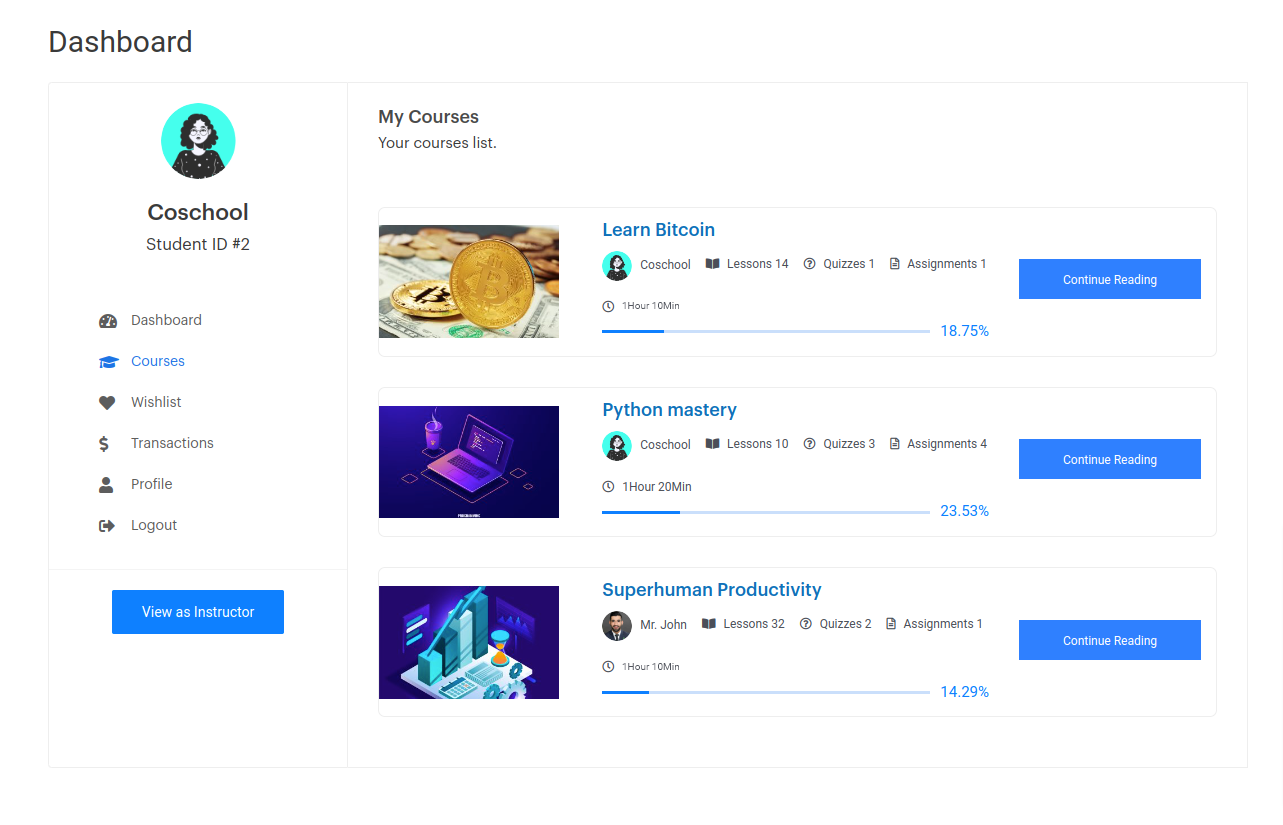 Dashboard
Coschool
Student ID #2
Dashboard
Courses
Wishlist
Transactions
Profile
Logout
View as Instructor
My Courses
Your courses list.
Learn Bitcoin
Coschool Lessons 14 Quizzes 1 Assignments 1
1Hour 10Min
18.75%
Continue Reading
Python mastery
Coschool Lessons 10 Quizzes 3 Assignments 4
1Hour 20Min
23.53%
Continue Reading
Superhuman Productivity
Mr. John Lessons 32 Quizzes 2 Assignments 1
1Hour 10Min
14.29%
Continue Reading